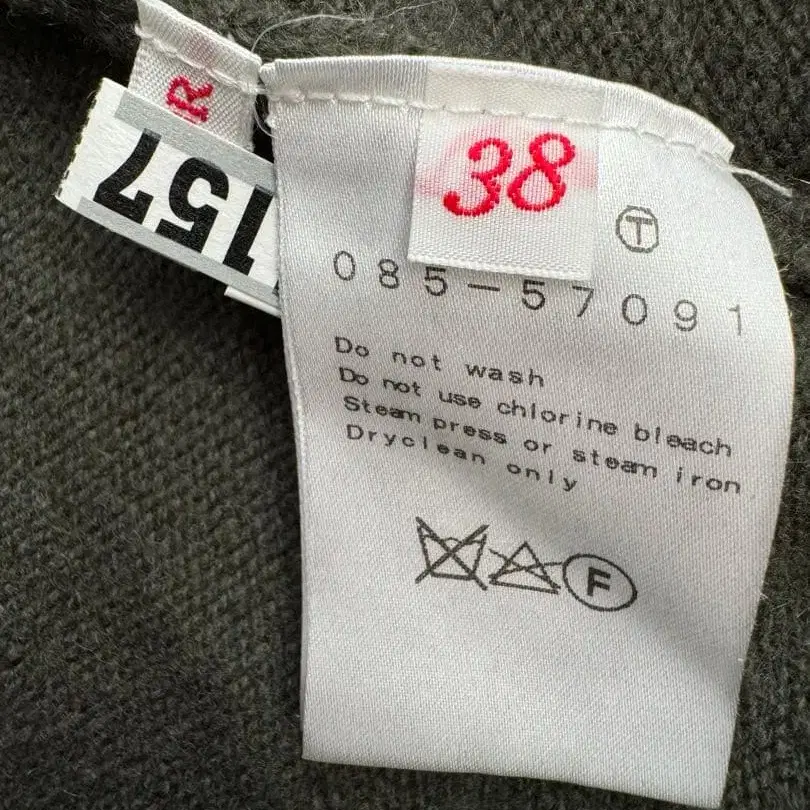 R
157
38
T
085-57091
Do not wash
Do not use chlorine bleach
Steam press or steam iron
Dryclean only
F